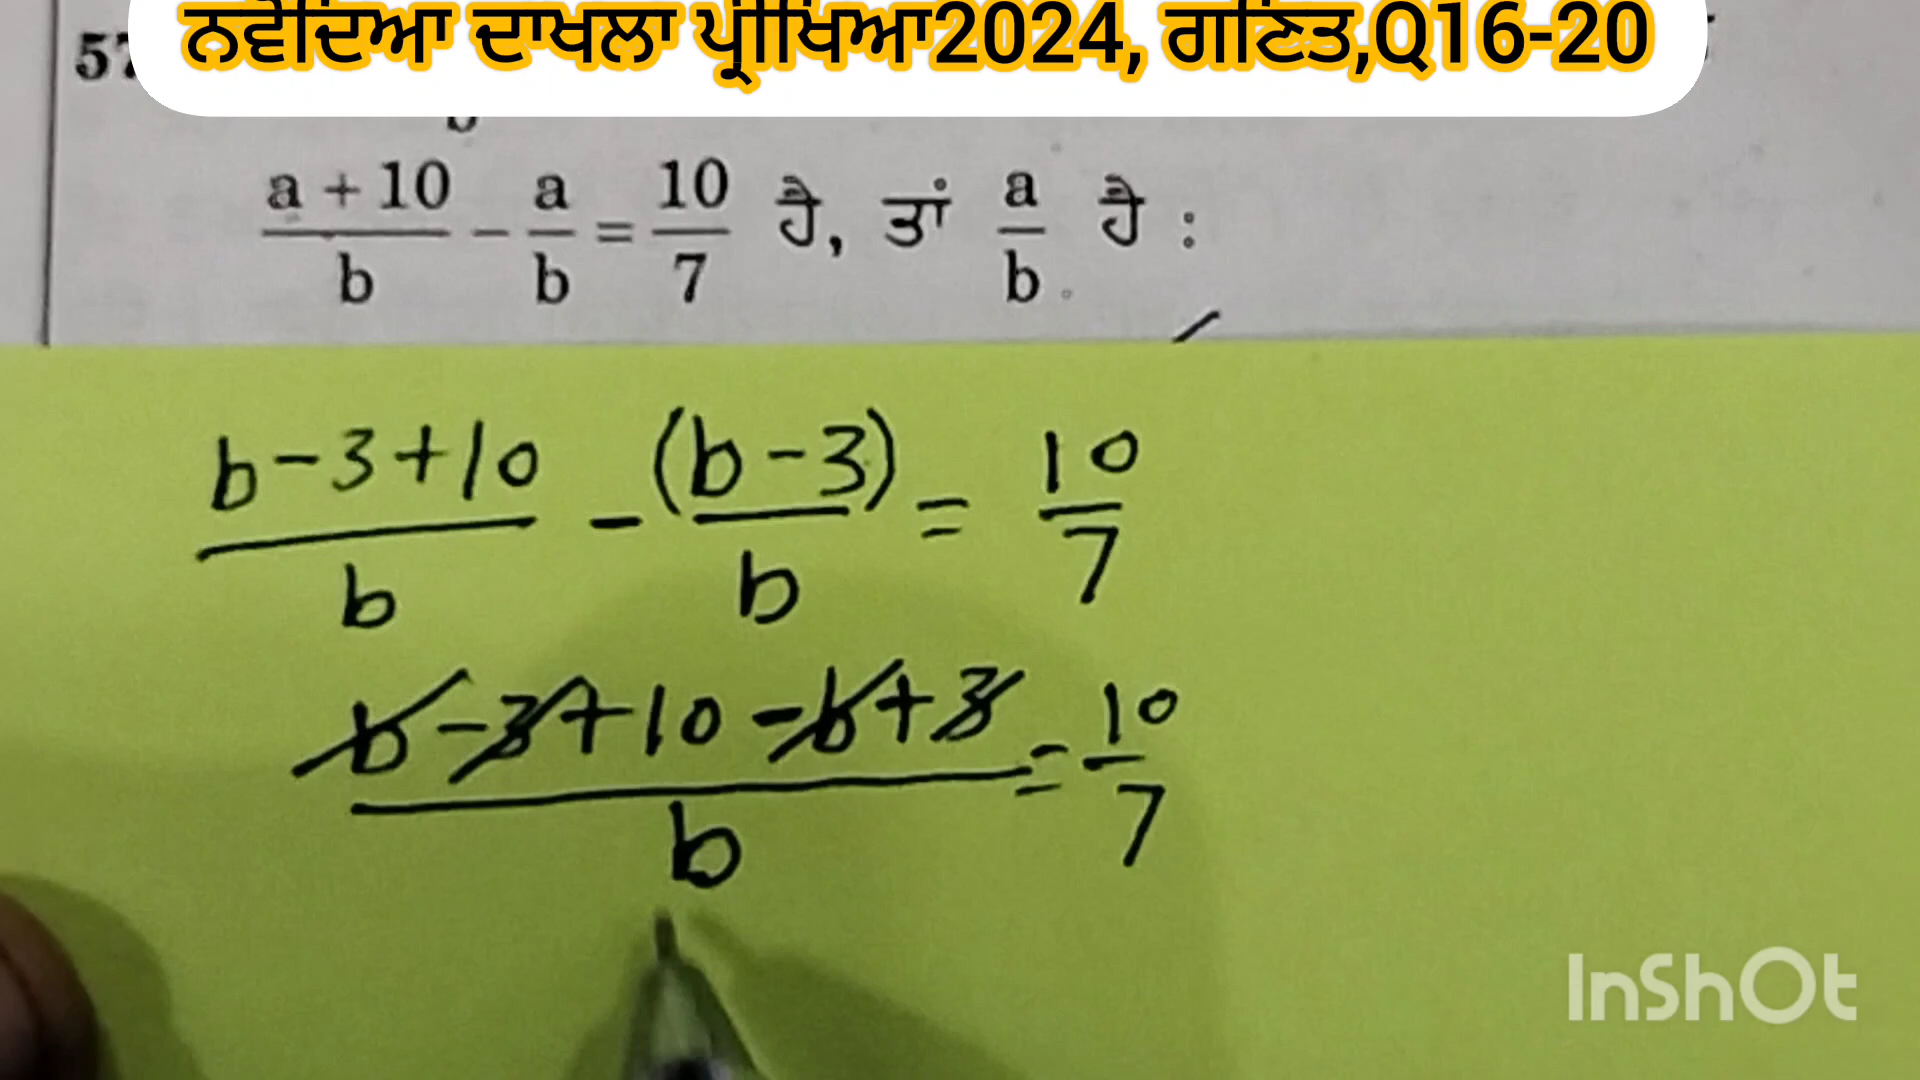 ਨਵੋਦਿਆ ਦਾਖਲਾ ਪ੍ਰੀਖਿਆ2024, ਗਣਿਤ,Q16-20
57
a + 10 / b - a / b = 10 / 7 ਹੈ, ਤਾਂ a / b ਹੈ :
b-3+10 / b - (b-3) / b = 10 / 7
b-3+10-b+3 / b = 10 / 7
InShOt